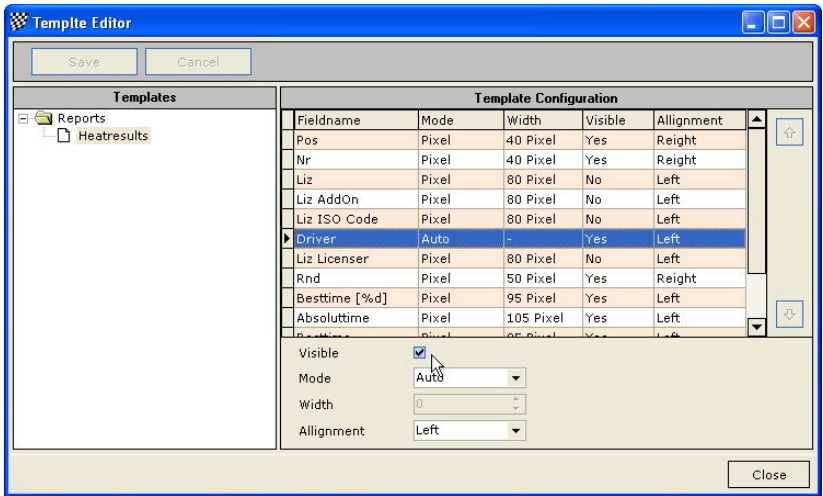 Templte Editor
Save Cancel
Templates
Reports
Heatresults
Template Configuration
Fieldname Mode Width Visible Allignment
Pos Pixel 40 Pixel Yes Reight
Nr Pixel 40 Pixel Yes Reight
Liz Pixel 80 Pixel No Left
Liz AddOn Pixel 80 Pixel No Left
Liz ISO Code Pixel 80 Pixel No Left
Driver Auto - Yes Left
Liz Licenser Pixel 80 Pixel No Left
Rnd Pixel 50 Pixel Yes Reight
Besttime [%d] Pixel 95 Pixel Yes Left
Absoluttime Pixel 105 Pixel Yes Left
Visible
Mode Auto
Width 0
Allignment Left
Close